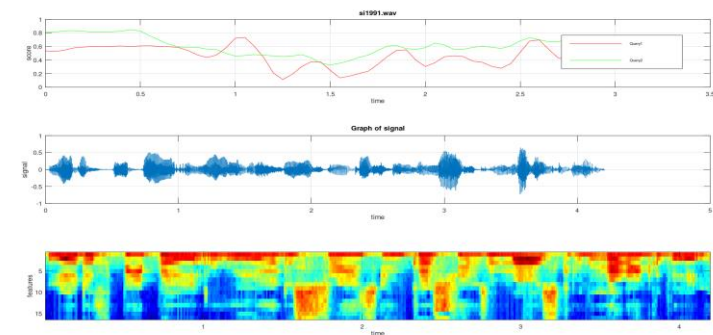 si1991.wav
1
0.8
0.6
0.4
0.2
0
score
0 0.5 1 1.5 2 2.5 3 3.5
time
Query1
Query2
Graph of signal
1
0.5
0
-0.5
-1
signal
0 1 2 3 4 5
time
5
10
15
features
1 2 3 4
time